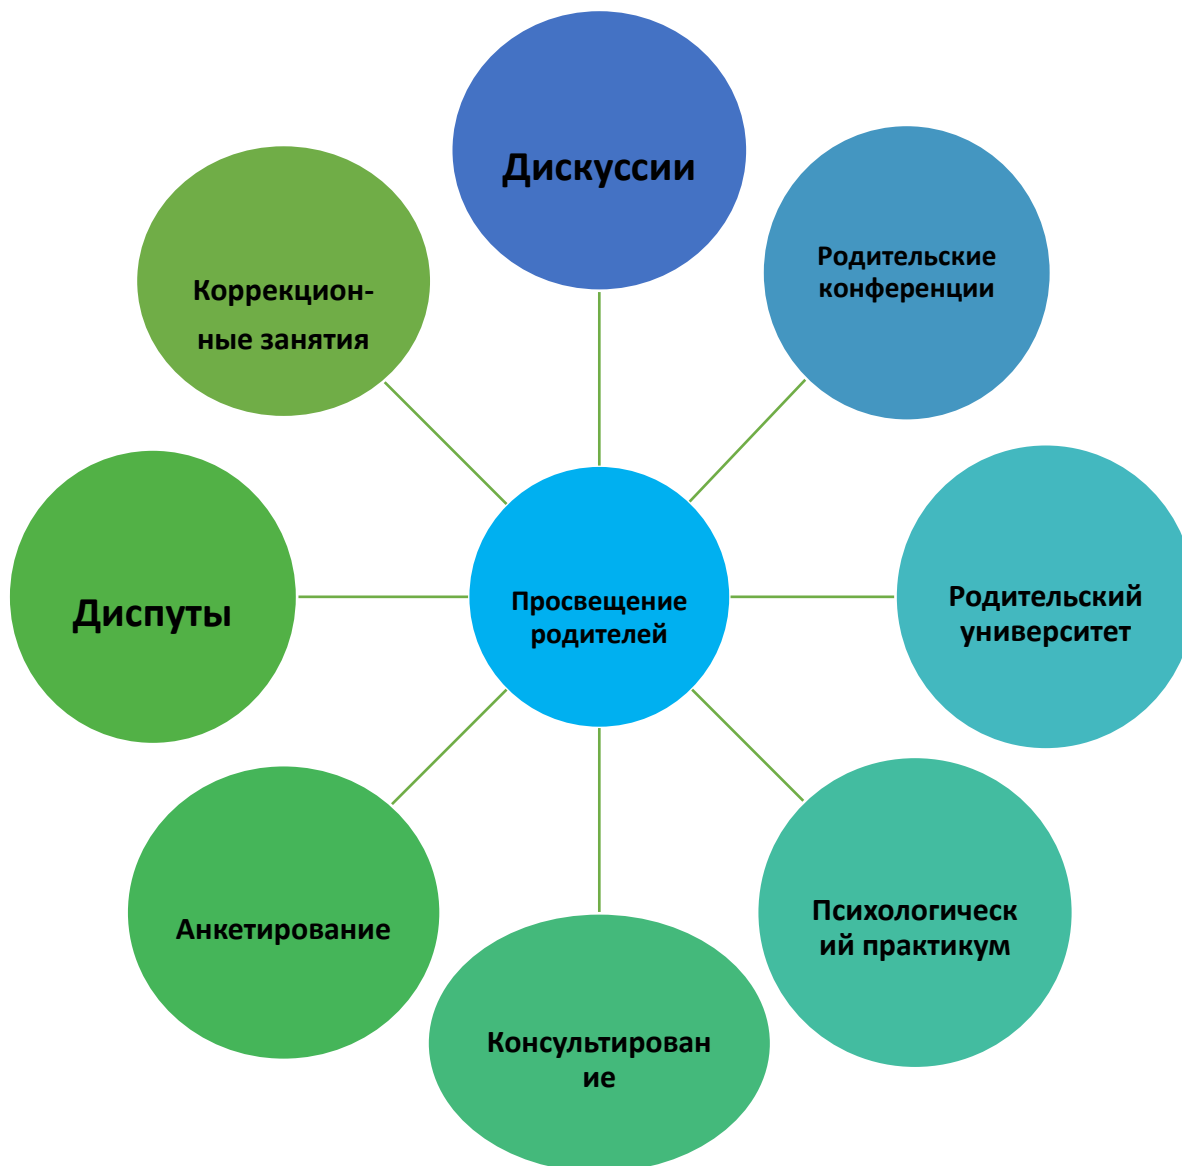 Дискуссии
Родительские
конференции
Коррекцион-
ные занятия
Родительский
университет
Просвещение
родителей
Диспуты
Психологическ
ий практикум
Анкетирование
Консультирован
ие